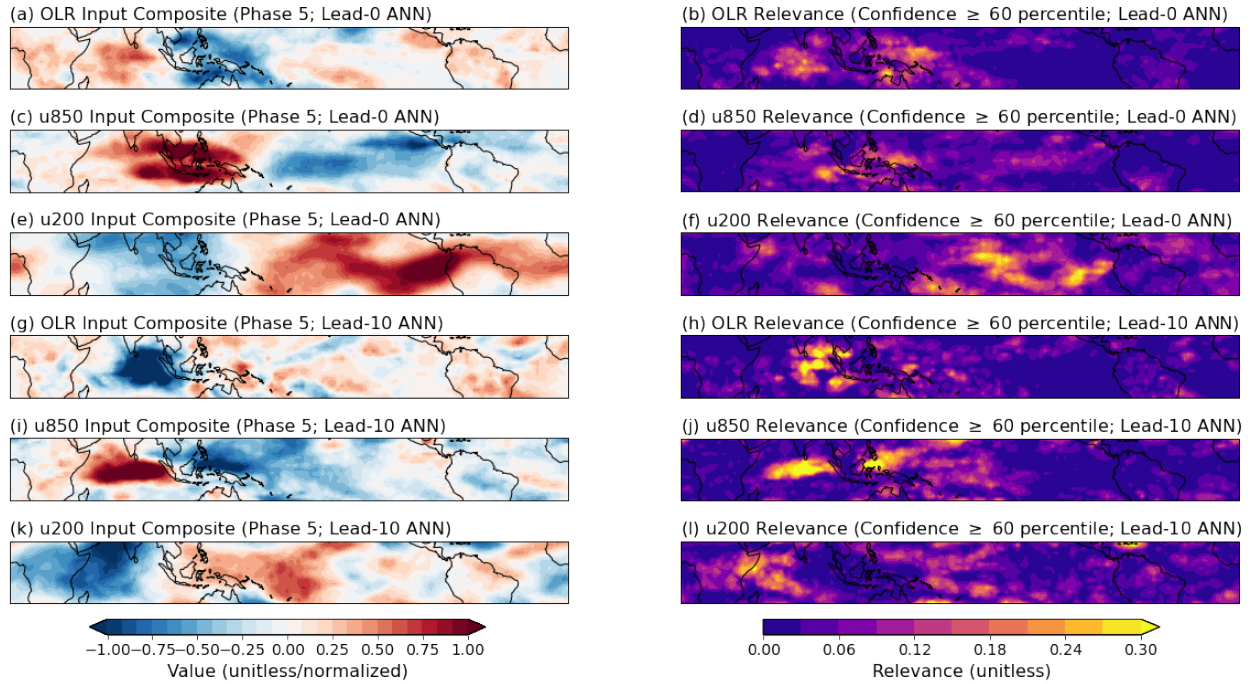 (a) OLR Input Composite (Phase 5; Lead-0 ANN)
(b) OLR Relevance (Confidence ≥ 60 percentile; Lead-0 ANN)
(c) u850 Input Composite (Phase 5; Lead-0 ANN)
(d) u850 Relevance (Confidence ≥ 60 percentile; Lead-0 ANN)
(e) u200 Input Composite (Phase 5; Lead-0 ANN)
(f) u200 Relevance (Confidence ≥ 60 percentile; Lead-0 ANN)
(g) OLR Input Composite (Phase 5; Lead-10 ANN)
(h) OLR Relevance (Confidence ≥ 60 percentile; Lead-10 ANN)
(i) u850 Input Composite (Phase 5; Lead-10 ANN)
(j) u850 Relevance (Confidence ≥ 60 percentile; Lead-10 ANN)
(k) u200 Input Composite (Phase 5; Lead-10 ANN)
(l) u200 Relevance (Confidence ≥ 60 percentile; Lead-10 ANN)
−1.00 −0.75 −0.50 −0.25 0.00 0.25 0.50 0.75 1.00
Value (unitless/normalized)
0.00 0.06 0.12 0.18 0.24 0.30
Relevance (unitless)